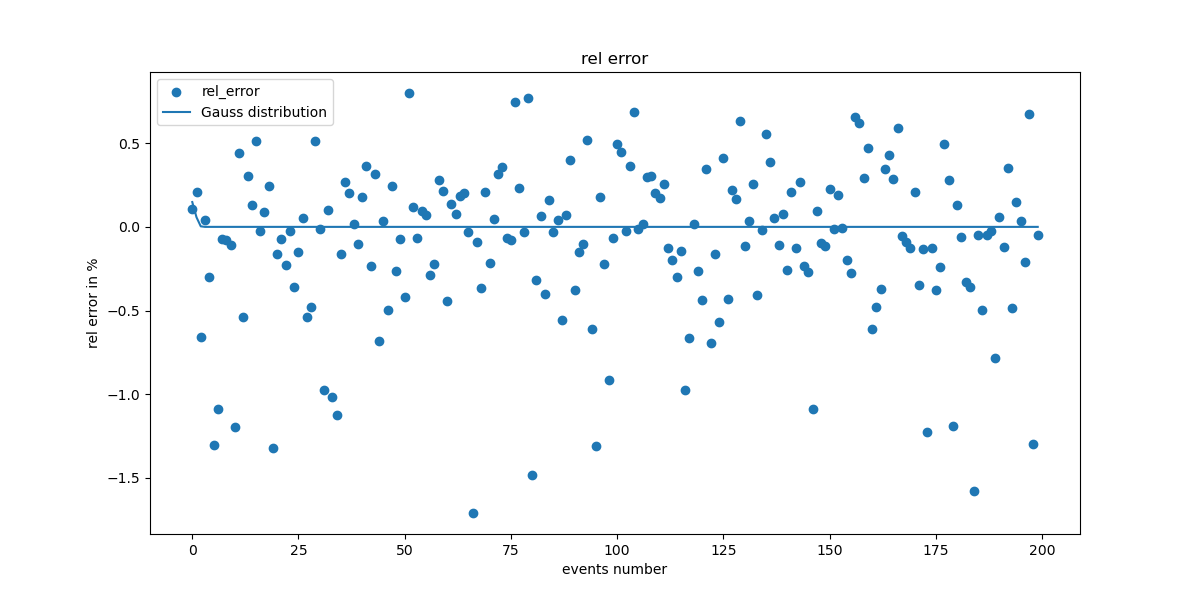 rel error
rel_error
Gauss distribution
rel error in %
0.5
0.0
−0.5
−1.0
−1.5
0 25 50 75 100 125 150 175 200
events number